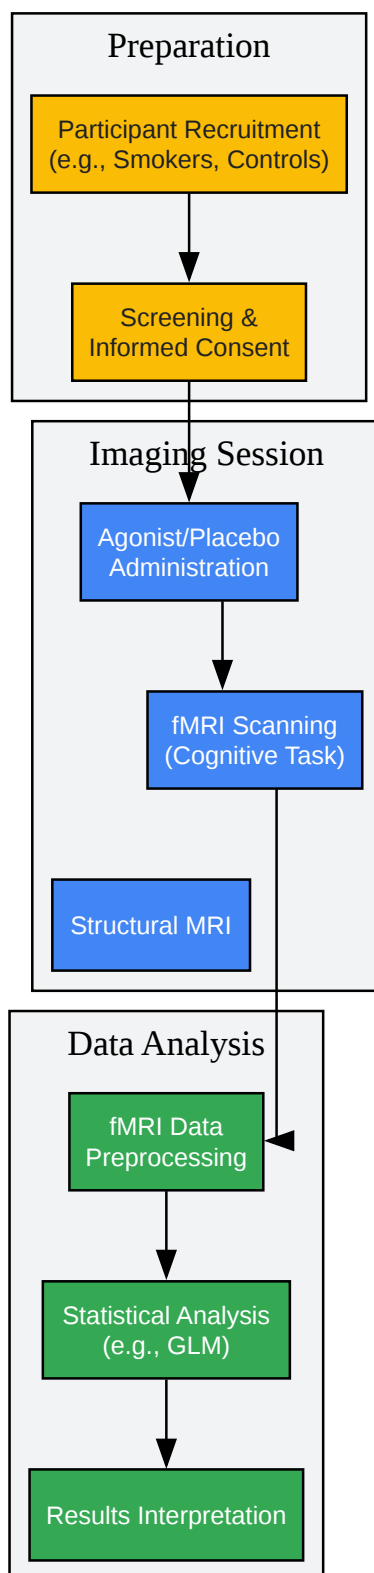 Preparation
Participant Recruitment
(e.g., Smokers, Controls)
Screening &
Informed Consent
Imaging Session
Agonist/Placebo
Administration
fMRI Scanning
(Cognitive Task)
Structural MRI
Data Analysis
fMRI Data
Preprocessing
Statistical Analysis
(e.g., GLM)
Results Interpretation